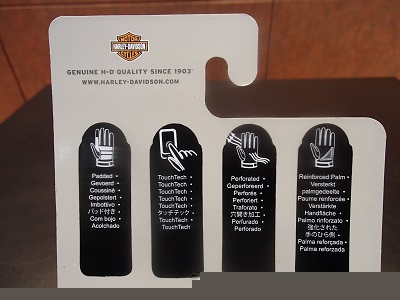 HARLEY-DAVIDSON
GENUINE H-D® QUALITY SINCE 1903®
WWW.HARLEY-DAVIDSON.COM
Padded •
Gevoerd •
Coussiné •
Gepolstert •
Imbottivo •
パッド付き •
Com bojo •
Acolchado
TouchTech •
TouchTech •
TouchTech •
TouchTech •
TouchTech •
タッチテック •
TouchTech •
TouchTech
Perforated •
Geperforeerd •
Perforés •
Perforiert •
Traforato •
穴開き加工 •
Perfurado •
Perforado
Reinforced Palm •
Versterkt
palmgedeelte •
Paume renforcée •
Verstärkte
Handfläche •
Palmo rinforzato •
強化された
手のひら側 •
Palma reforçada •
Palma reforzada